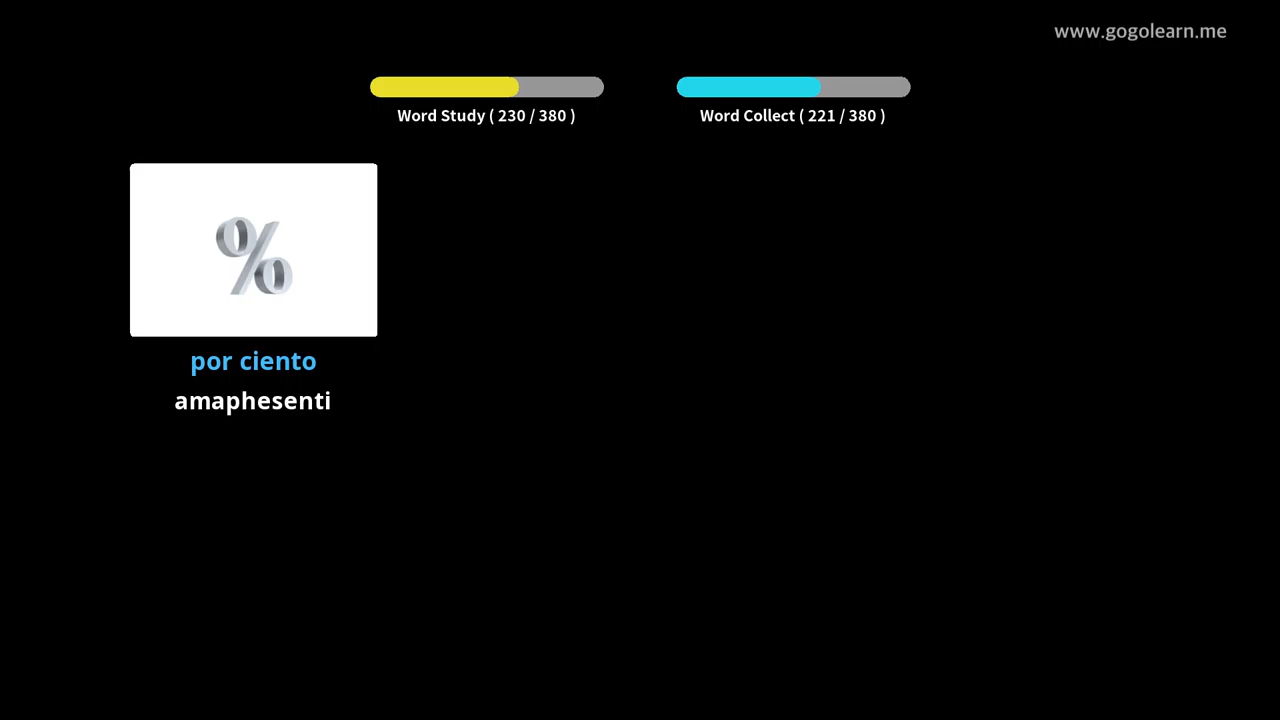 www.gogolearn.me
Word Study ( 230 / 380 )
Word Collect ( 221 / 380 )
%
por ciento
amaphesenti